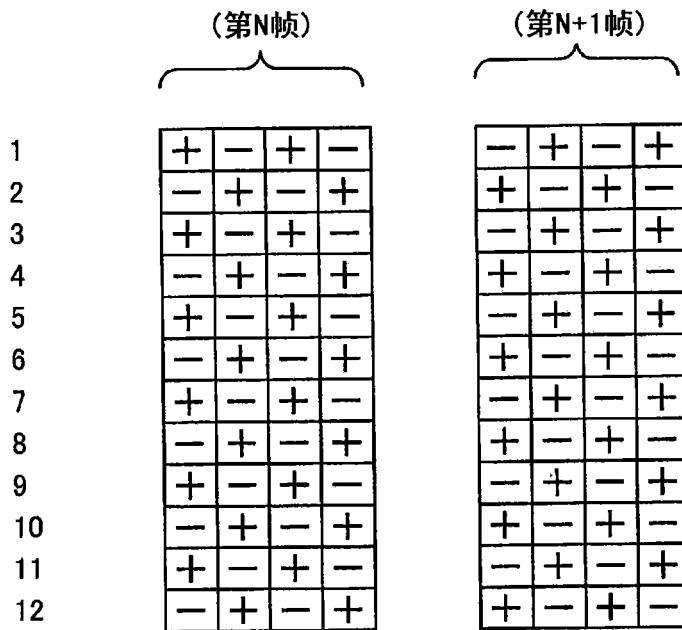 (第N帧) (第N+1帧)
1 + − + − − + − +
2 − + − + + − + −
3 + − + − − + − +
4 − + − + + − + −
5 + − + − − + − +
6 − + − + + − + −
7 + − + − − + − +
8 − + − + + − + −
9 + − + − − + − +
10 − + − + + − + −
11 + − + − − + − +
12 − + − + + − + −